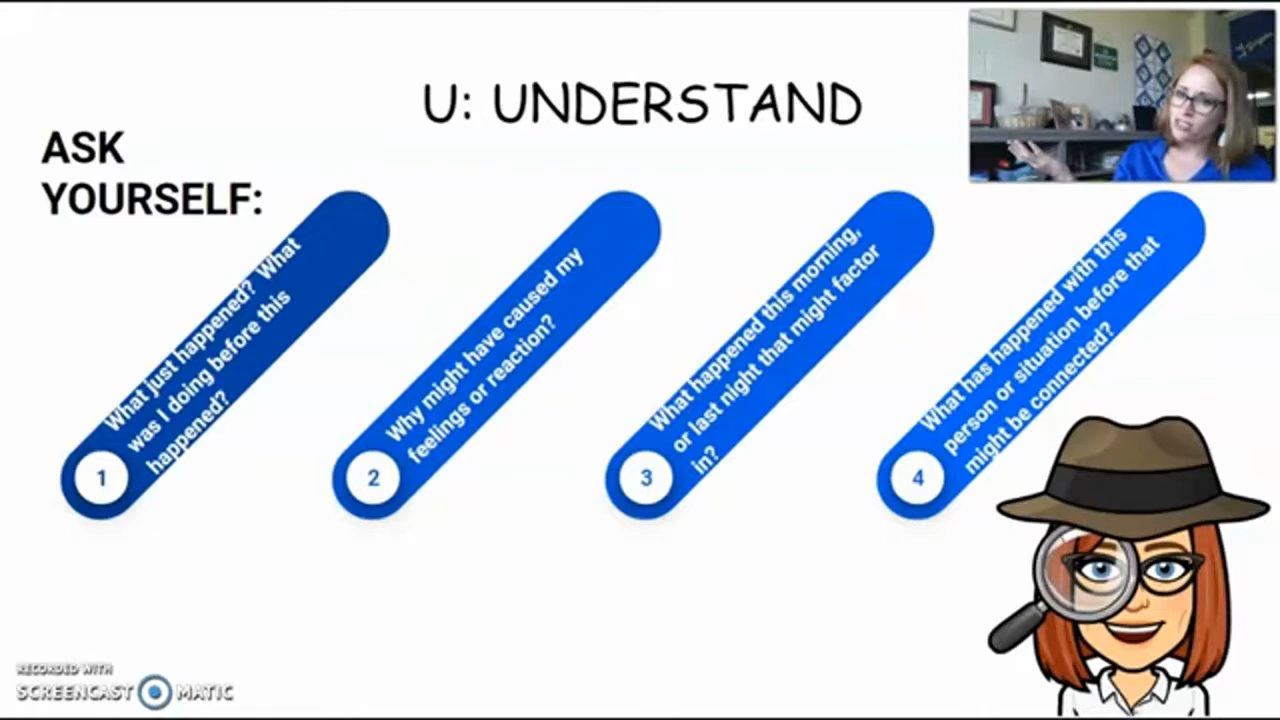 U: UNDERSTAND
ASK
YOURSELF:
What just happened? What
was I doing before this
happened?
1
Why might have caused my
feelings or reaction?
2
What happened this morning,
or last night that might factor
in?
3
What has happened with this
person or situation before that
might be connected?
4
RECORDED WITH
SCREENCAST MATIC